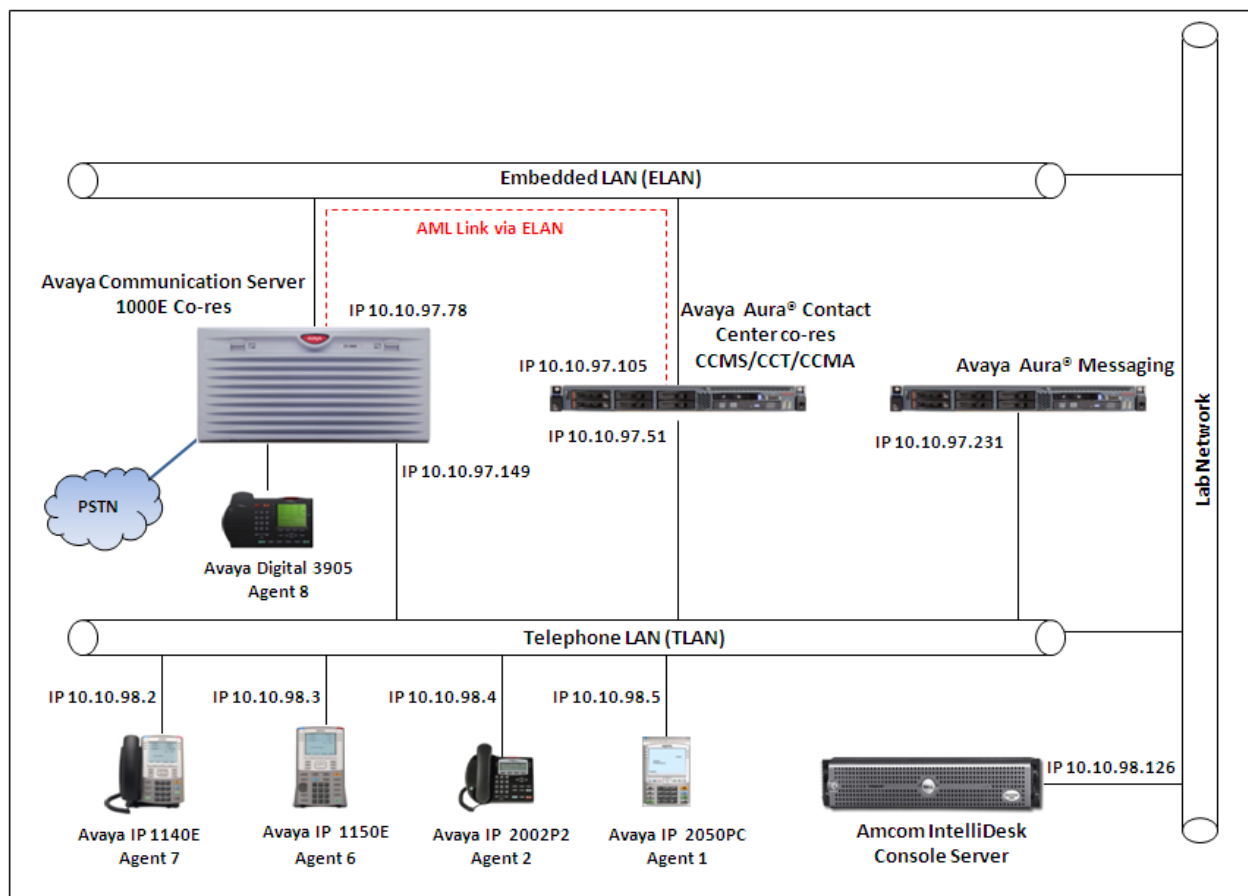 Embedded LAN (ELAN)
AML Link via ELAN
Avaya Communication Server
1000E Co-res
IP 10.10.97.78
Avaya Aura® Contact
Center co-res
CCMS/CCT/CCMA
IP 10.10.97.105
Avaya Aura® Messaging
IP 10.10.97.51
IP 10.10.97.231
IP 10.10.97.149
PSTN
Avaya Digital 3905
Agent 8
Lab Network
Telephone LAN (TLAN)
IP 10.10.98.2
IP 10.10.98.3
IP 10.10.98.4
IP 10.10.98.5
IP 10.10.98.126
Avaya IP 1140E
Agent 7
Avaya IP 1150E
Agent 6
Avaya IP 2002P2
Agent 2
Avaya IP 2050PC
Agent 1
Amcom IntelliDesk
Console Server